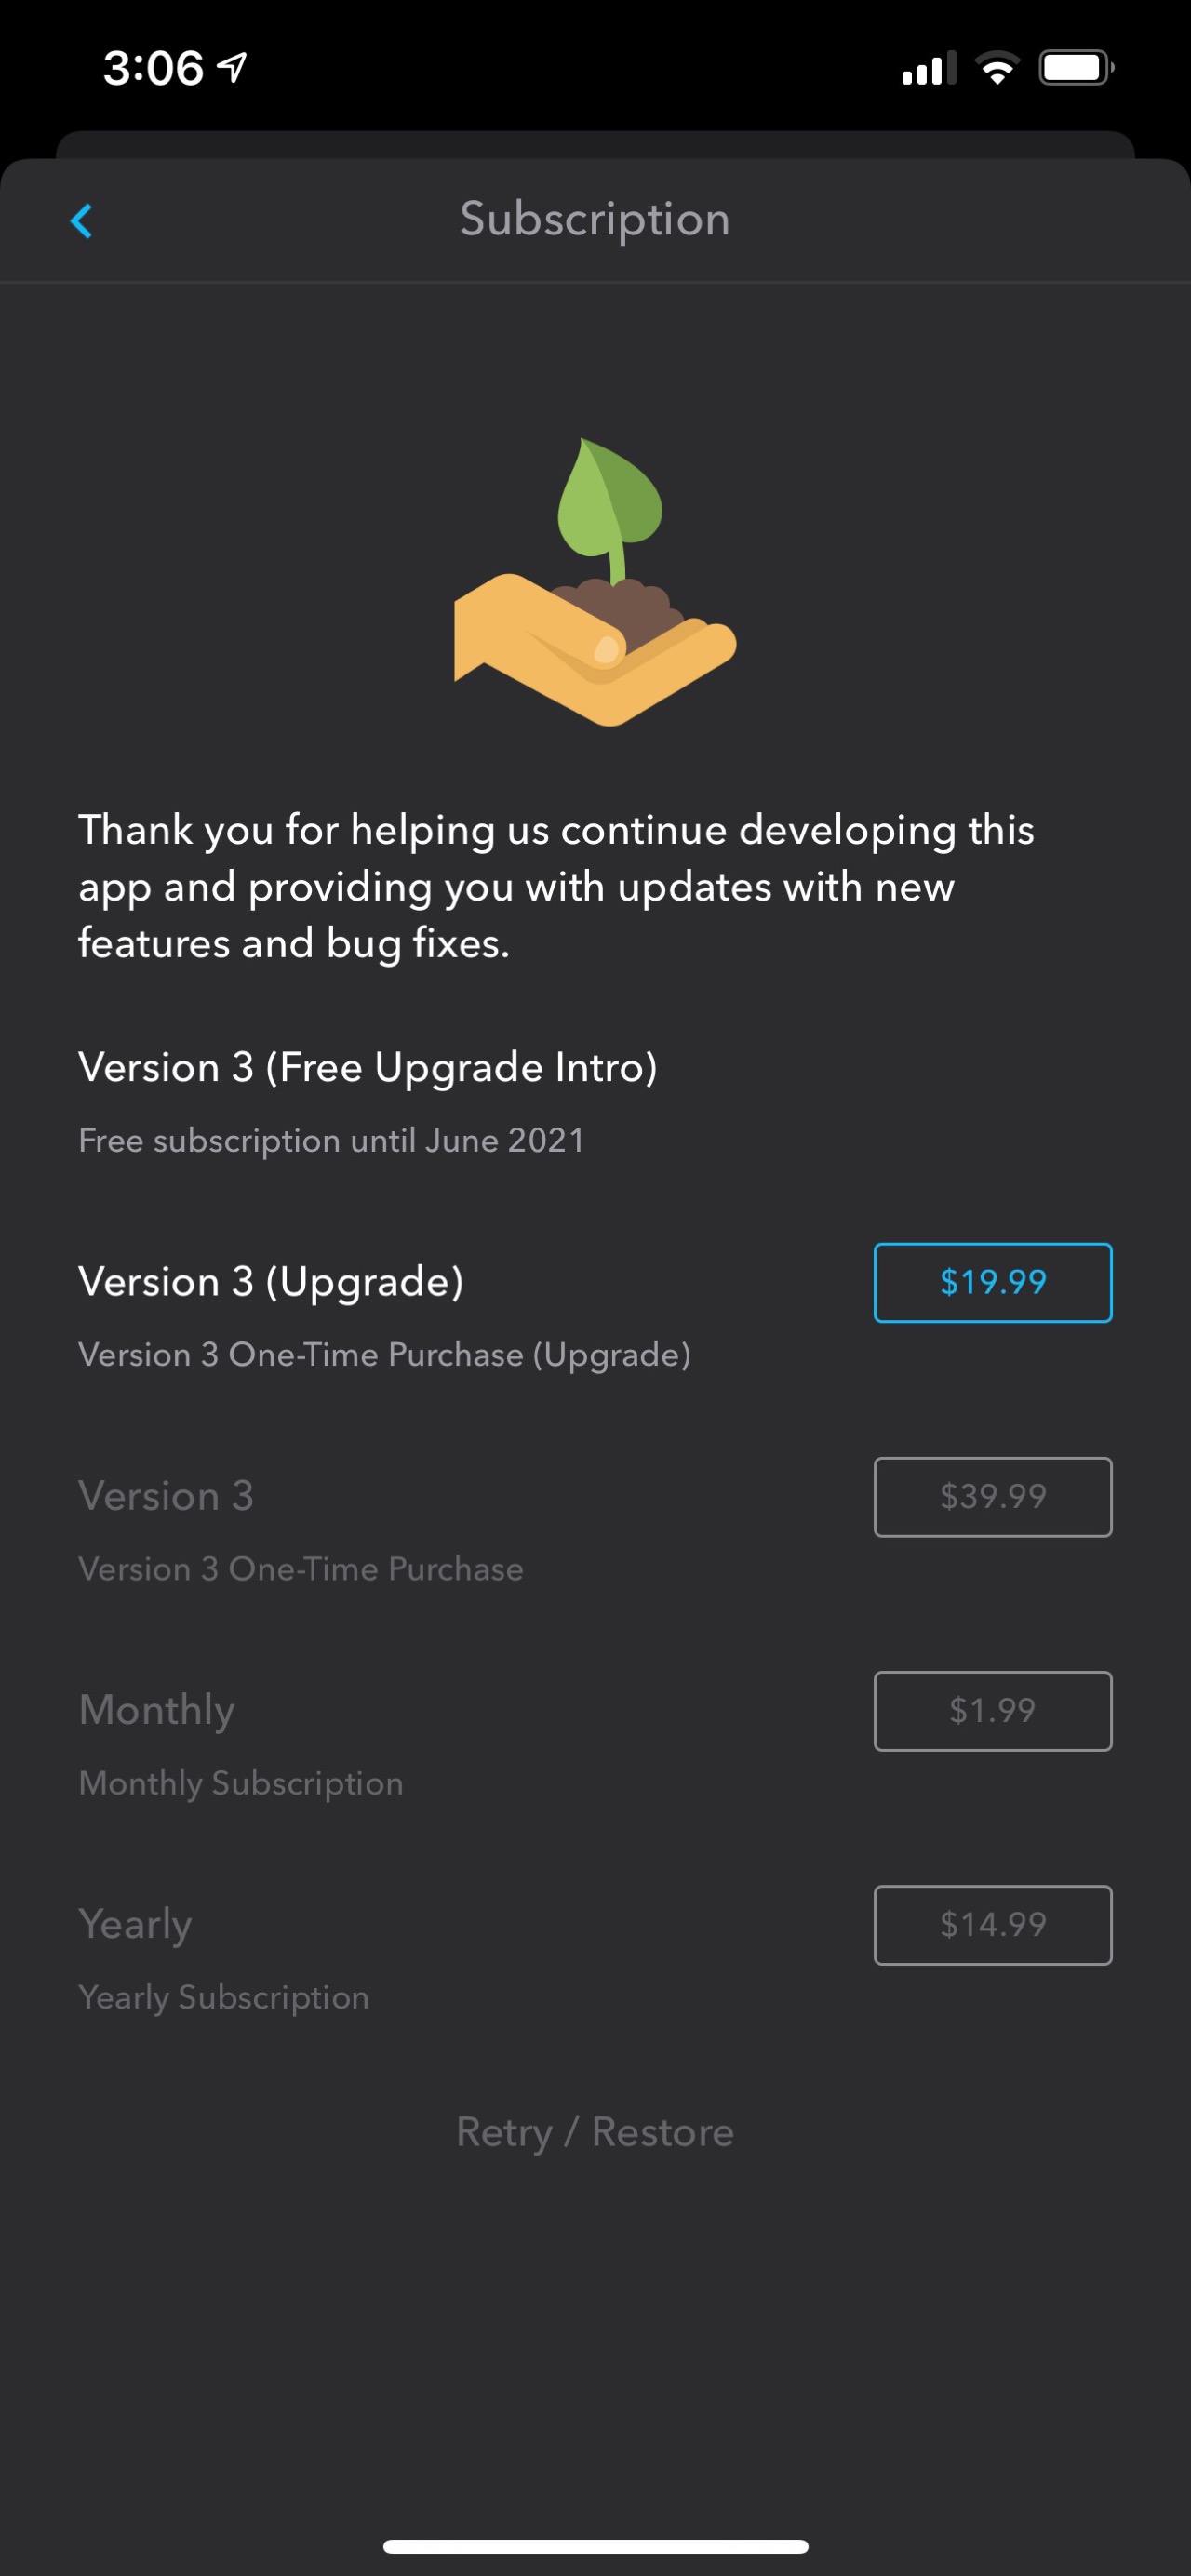 3:06
Subscription
Thank you for helping us continue developing this
app and providing you with updates with new
features and bug fixes.
Version 3 (Free Upgrade Intro)
Free subscription until June 2021
Version 3 (Upgrade)
$19.99
Version 3 One-Time Purchase (Upgrade)
Version 3
$39.99
Version 3 One-Time Purchase
Monthly
$1.99
Monthly Subscription
Yearly
$14.99
Yearly Subscription
Retry / Restore